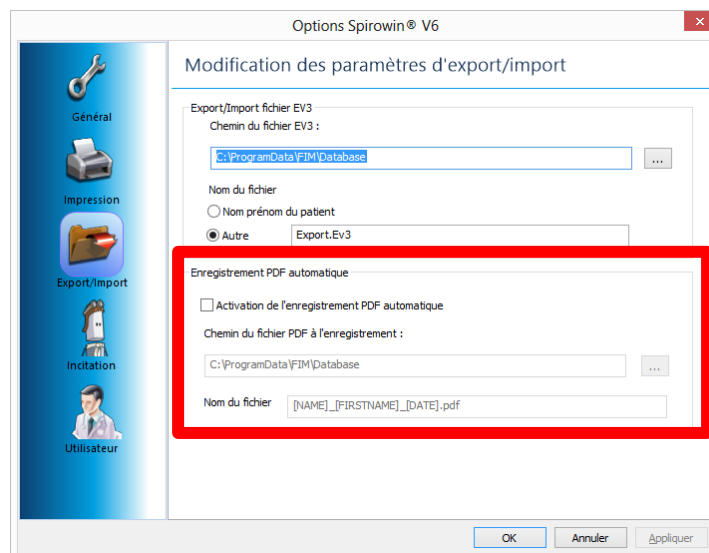 Options Spirowin® V6
Modification des paramètres d'export/import
Général
Impression
Export/Import
Incitation
Utilisateur
Export/Import fichier EV3
Chemin du fichier EV3 :
C:\ProgramData\FIM\Database
...
Nom du fichier
Nom prénom du patient
Autre
Export.Ev3
Enregistrement PDF automatique
Activation de l'enregistrement PDF automatique
Chemin du fichier PDF à l'enregistrement :
C:\ProgramData\FIM\Database
...
Nom du fichier
[NAME]_[FIRSTNAME]_[DATE].pdf
OK
Annuler
Appliquer